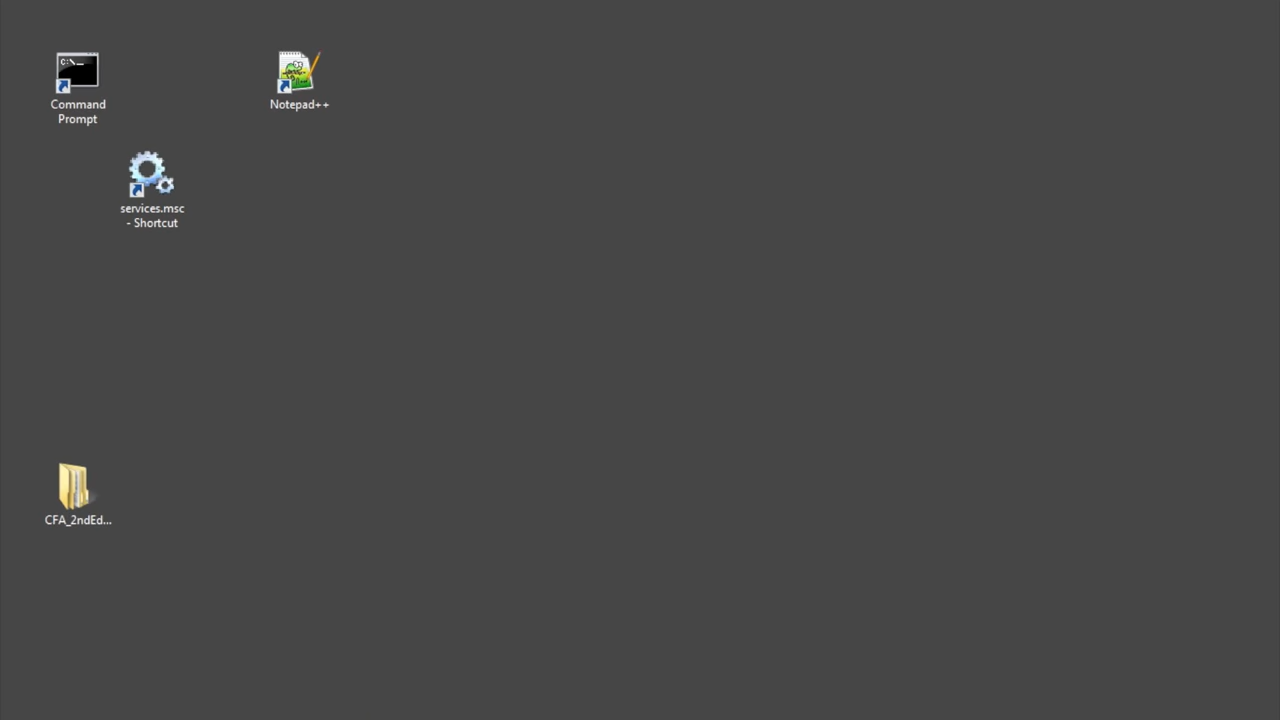 Command
Prompt
Notepad++
services.msc
- Shortcut
CFA_2ndEd...